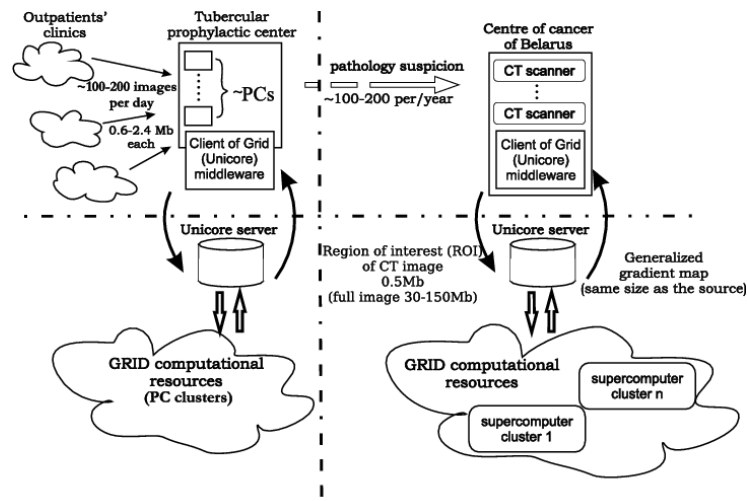 Outpatients'
clinics
~100-200 images
per day
0.6-2.4 Mb
each
Tubercular
prophylactic center
~PCs
Client of Grid
(Unicore)
middleware
pathology suspicion
~100-200 per/year
Centre of cancer
of Belarus
CT scanner
CT scanner
Client of Grid
(Unicore)
middleware
Unicore server
GRID computational
resources
(PC clusters)
Region of interest (ROI)
of CT image
0.5Mb
(full image 30-150Mb)
Unicore server
Generalized
gradient map
(same size as the source)
GRID computational
resources
supercomputer
cluster n
supercomputer
cluster 1